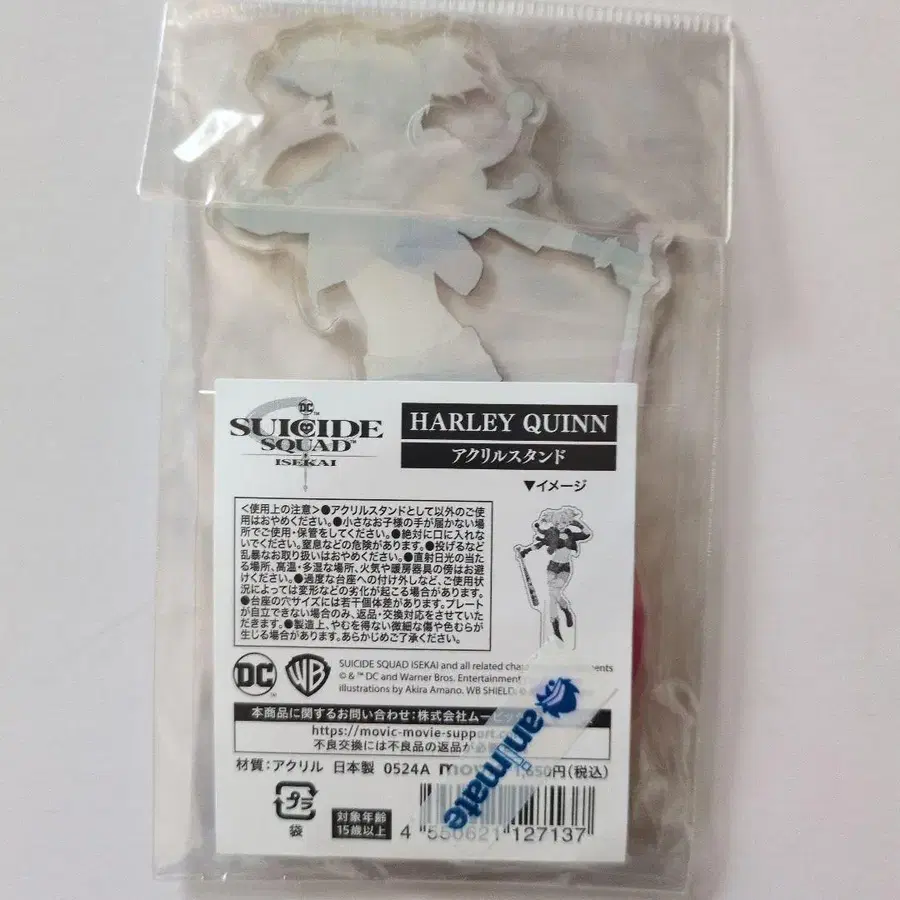 DC™
SUICIDE
SQUAD™
ISEKAI
HARLEY QUINN
アクリルスタンド
▼イメージ
<使用上の注意>●アクリルスタンドとして以外のご使
用はおやめください。●小さなお子様の手が届かない場
所でご使用・保管をしてください。●絶対に口に入れな
いでください。窒息などの危険があります。●投げるなど
乱暴なお取り扱いはおやめください。●直射日光の当た
る場所、高温・多湿な場所、火気や暖房器具の傍はお避
けください。●過度な台座への付け外しなど、ご使用状
況によっては変形などの劣化が起こる場合があります。
●台座の穴サイズには若干個体差があります。プレート
が自立できない場合のみ、返品・交換対応をさせていた
だきます。●製造上、やむを得ない微細な傷や色むらが
生じる場合があります。あらかじめご了承ください。
DC™
WB
SUICIDE SQUAD ISEKAI and all related
© & ™ DC and Warner Bros. Entertainment
illustrations by Akira Amano. WB SHIELD:
本商品に関するお問い合わせ:株式会社ムービック
https://movic-movie-support.
不良交換には不良品の返品が必
材質:アクリル 日本製 0524A 1,650円(税込)
プラ
袋
対象年齢
15歳以上
4 550621 127137
animate